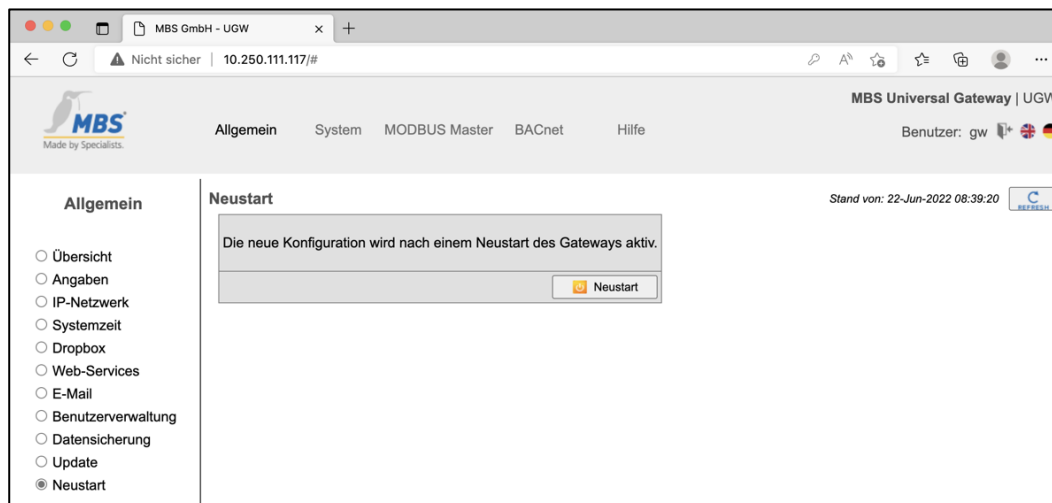 MBS GmbH - UGW
Nicht sicher | 10.250.111.117/#
MBS
Made by Specialists.
Allgemein System MODBUS Master BACnet Hilfe
MBS Universal Gateway | UGW
Benutzer: gw
Allgemein
Übersicht
Angaben
IP-Netzwerk
Systemzeit
Dropbox
Web-Services
E-Mail
Benutzerverwaltung
Datensicherung
Update
Neustart
Neustart
Stand von: 22-Jun-2022 08:39:20
REFRESH
Die neue Konfiguration wird nach einem Neustart des Gateways aktiv.
Neustart